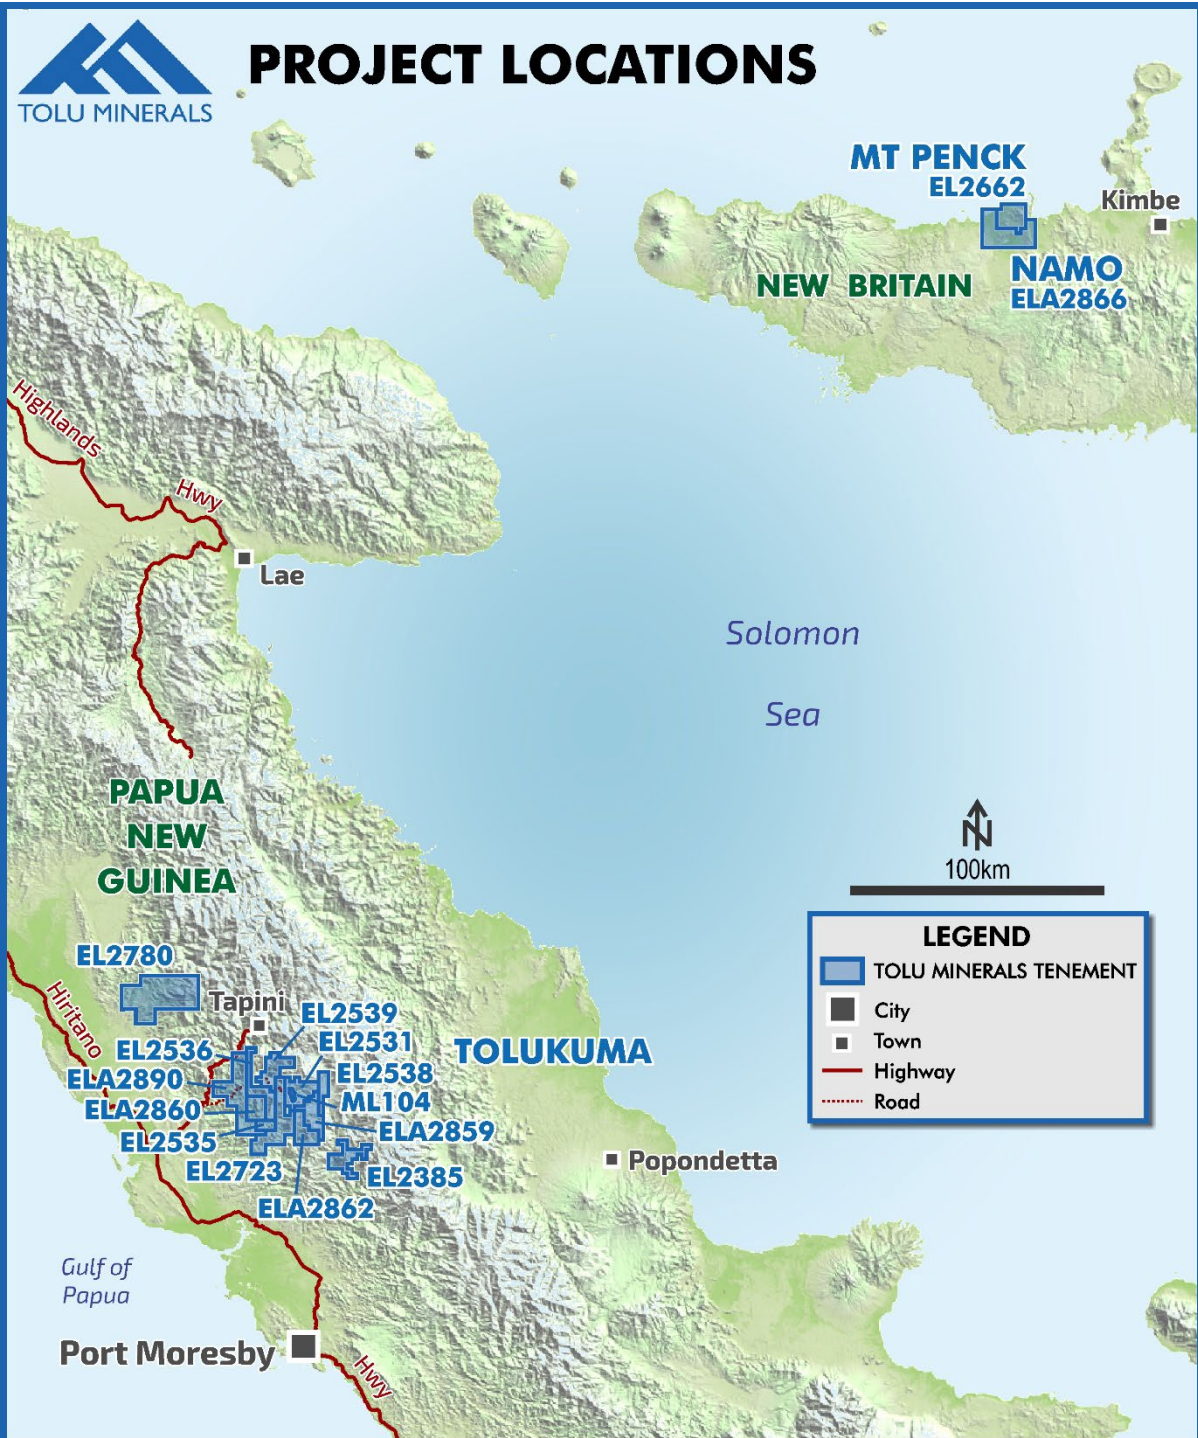 PROJECT LOCATIONS
TOLU MINERALS
MT PENCK
EL2662
Kimbe
NEW BRITAIN
NAMO
ELA2866
Highlands
Hwy
Lae
Solomon
Sea
PAPUA
NEW
GUINEA
N
100km
LEGEND
TOLU MINERALS TENEMENT
City
Town
Highway
Road
EL2780
Hiritano
Tapini
EL2539
EL2536
EL2531
TOLUKUMA
ELA2890
EL2538
ELA2860
ML104
EL2535
ELA2859
EL2723
EL2385
ELA2862
Popondetta
Gulf of
Papua
Port Moresby
Hwy